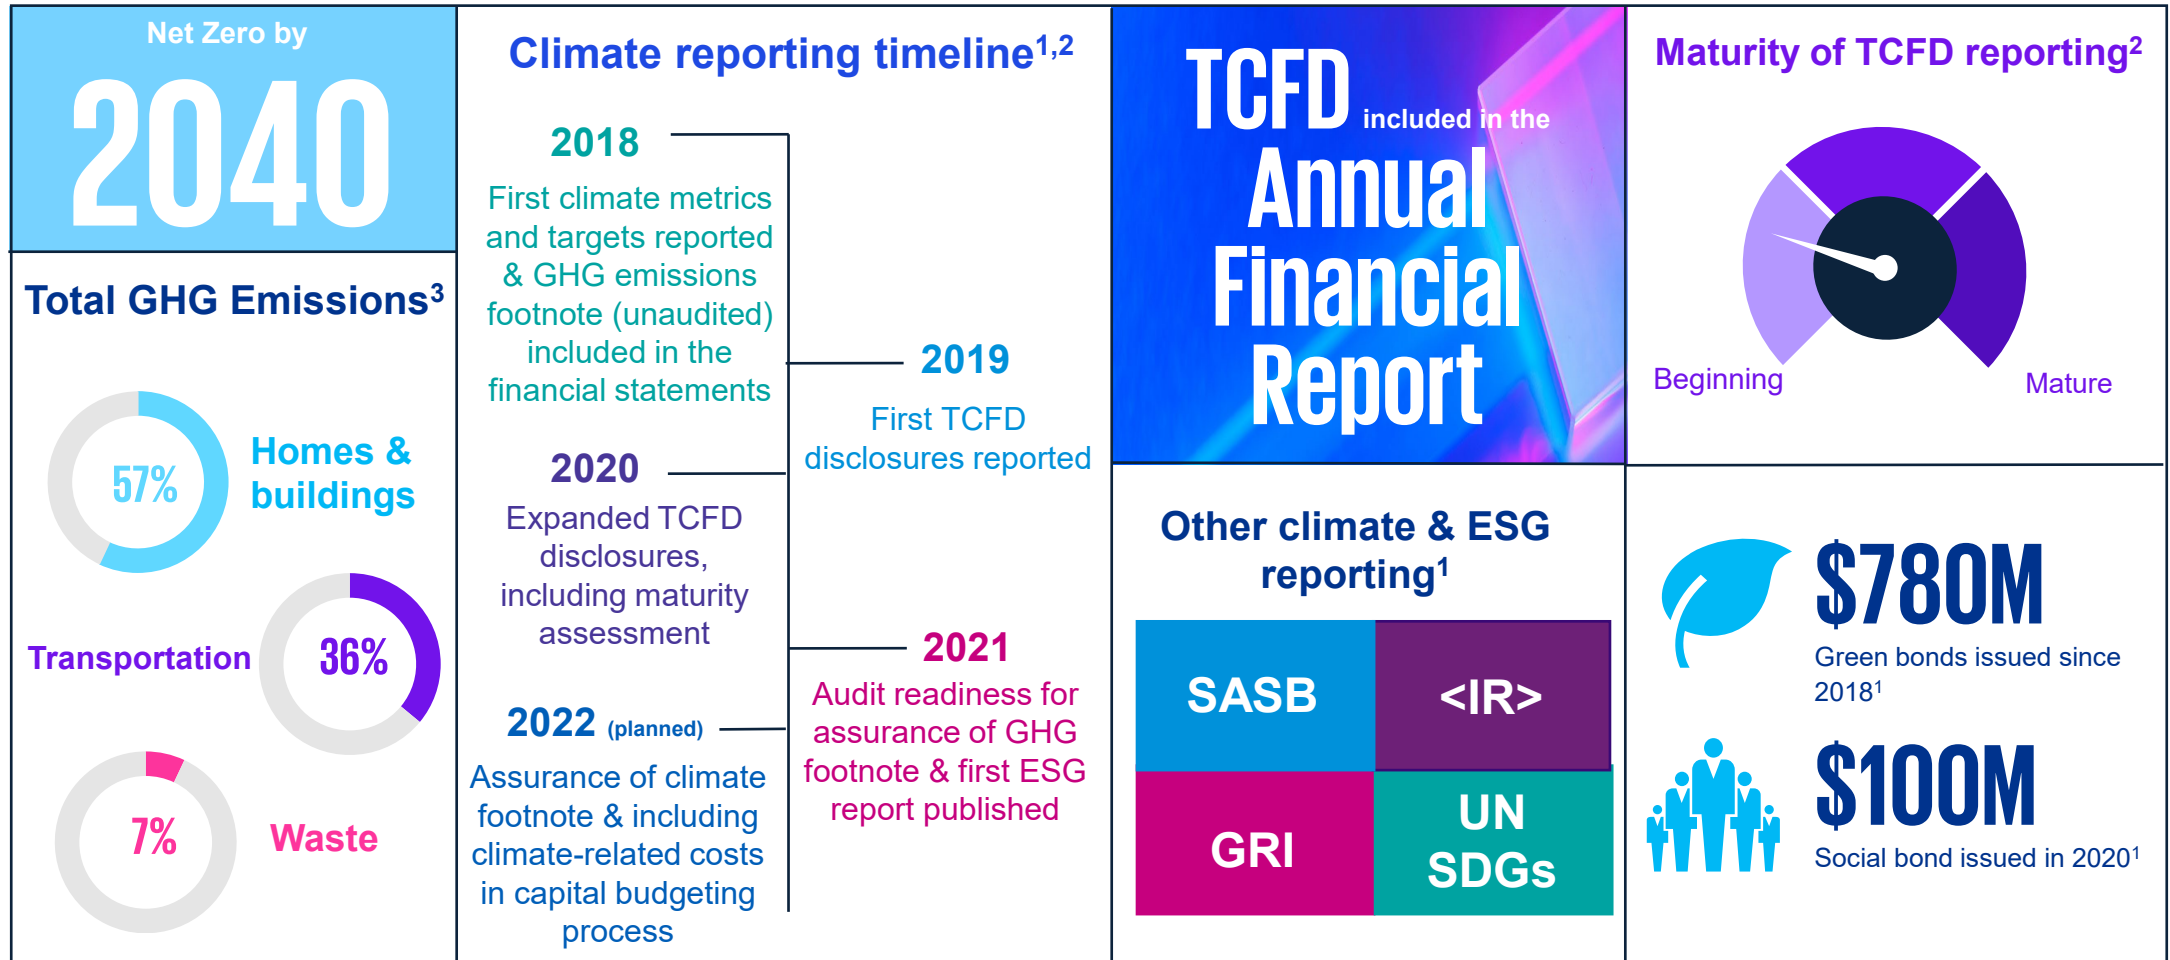 Net Zero by
2040
Total GHG Emissions³
57%
Homes &
buildings
Transportation
36%
7%
Waste
Climate reporting timeline¹,²
2018
First climate metrics
and targets reported
& GHG emissions
footnote (unaudited)
included in the
financial statements
2019
First TCFD
disclosures reported
2020
Expanded TCFD
disclosures,
including maturity
assessment
2021
Audit readiness for
assurance of GHG
footnote & first ESG
report published
2022 (planned)
Assurance of climate
footnote & including
climate-related costs
in capital budgeting
process
TCFD included in the
Annual
Financial
Report
Other climate & ESG
reporting¹
SASB
<IR>
GRI
UN
SDGs
Maturity of TCFD reporting²
Beginning
Mature
$780M
Green bonds issued since
2018¹
$100M
Social bond issued in 2020¹